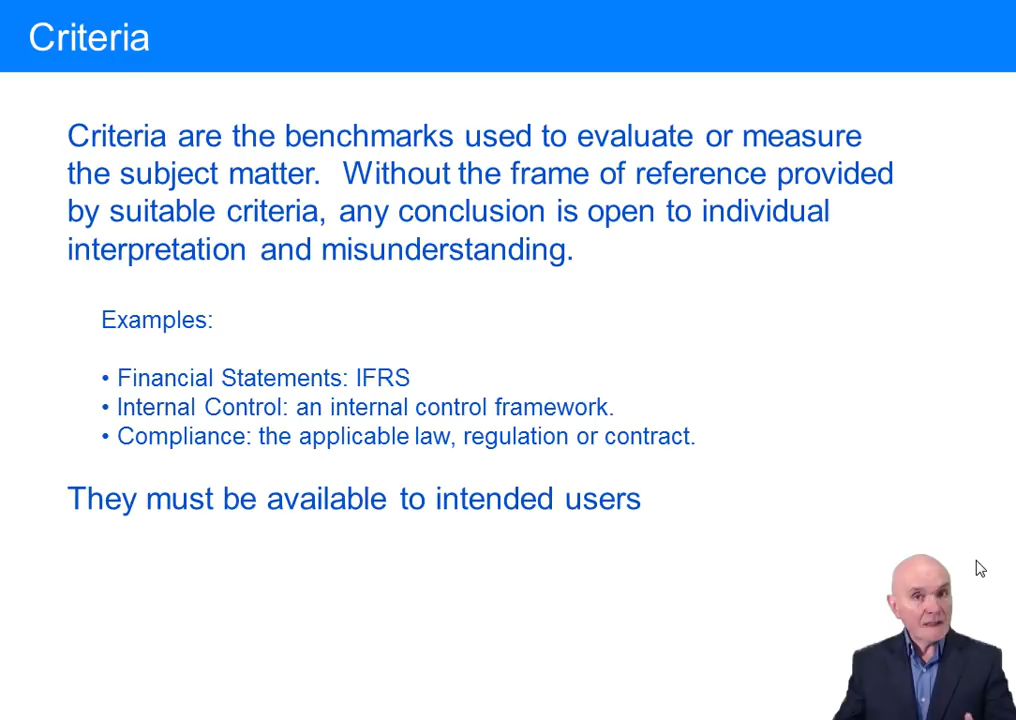 Criteria
Criteria are the benchmarks used to evaluate or measure
the subject matter.  Without the frame of reference provided
by suitable criteria, any conclusion is open to individual
interpretation and misunderstanding.
Examples:
• Financial Statements: IFRS
• Internal Control: an internal control framework.
• Compliance: the applicable law, regulation or contract.
They must be available to intended users